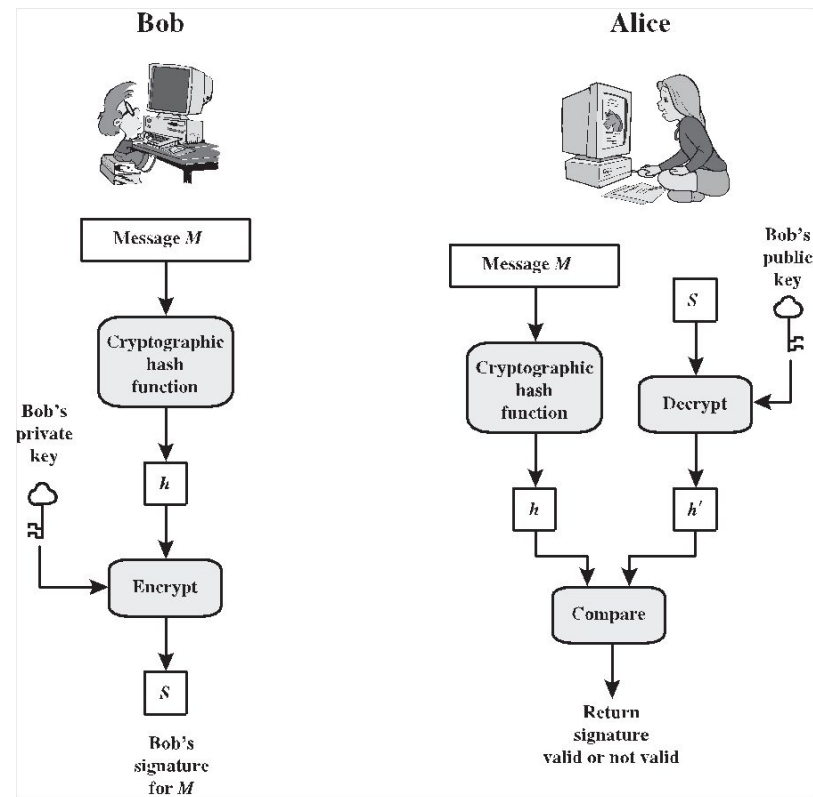 Bob
Message M
Cryptographic
hash
function
Bob's
private
key
h
Encrypt
S
Bob's
signature
for M
Alice
Message M
Bob's
public
key
S
Cryptographic
hash
function
Decrypt
h
h'
Compare
Return
signature
valid or not valid